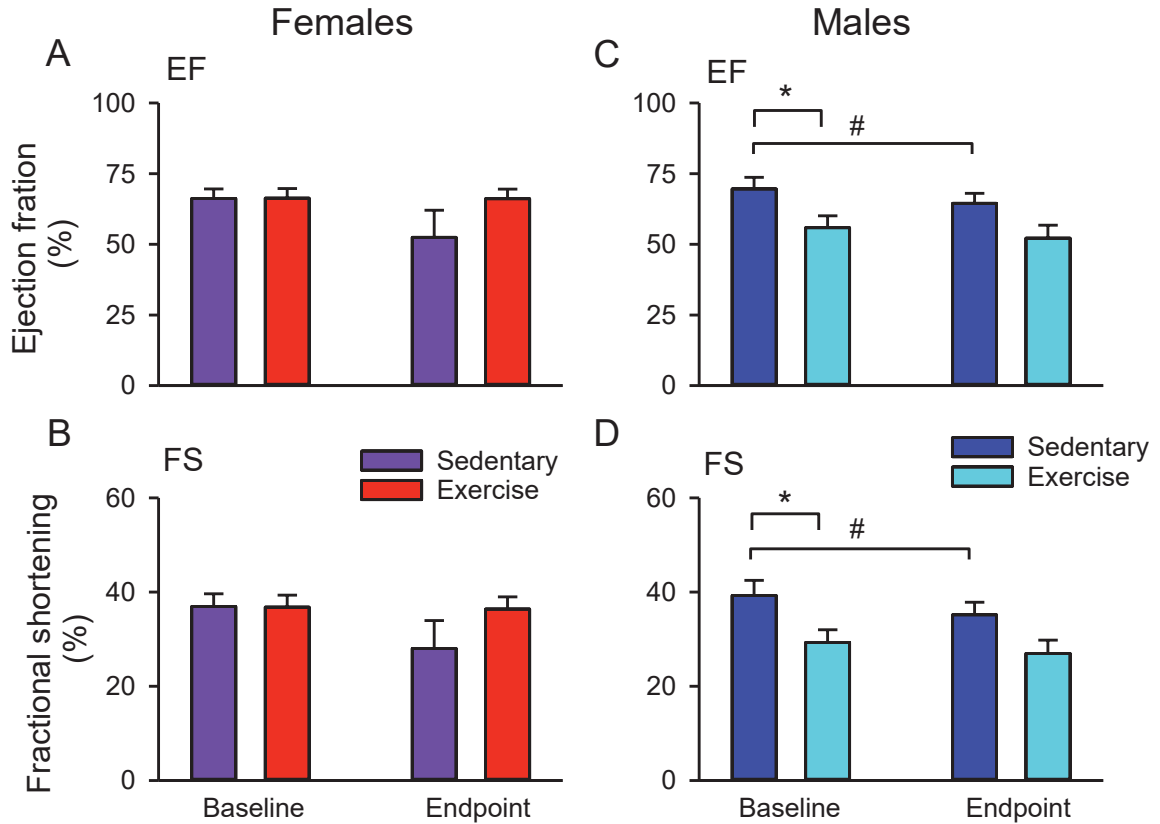 Females
Males
A
EF
C
EF
Ejection fration
(%)
100
75
50
25
0
100
75
50
25
0
*
#
B
FS
Sedentary
Exercise
D
FS
Sedentary
Exercise
Fractional shortening
(%)
60
40
20
0
60
40
20
0
*
#
Baseline
Endpoint
Baseline
Endpoint